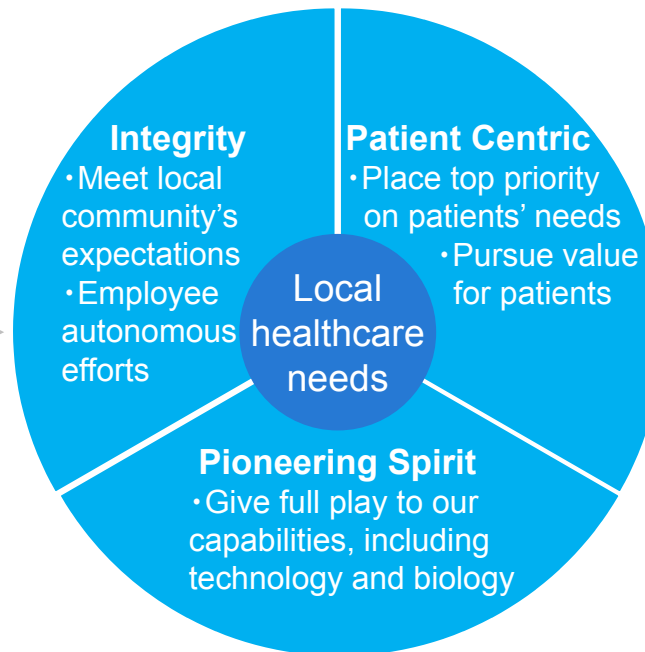 Integrity
・Meet local
community’s
expectations
・Employee
autonomous
efforts
Patient Centric
・Place top priority
on patients’ needs
・Pursue value
for patients
Local
healthcare
needs
Pioneering Spirit
・Give full play to our
capabilities, including
technology and biology